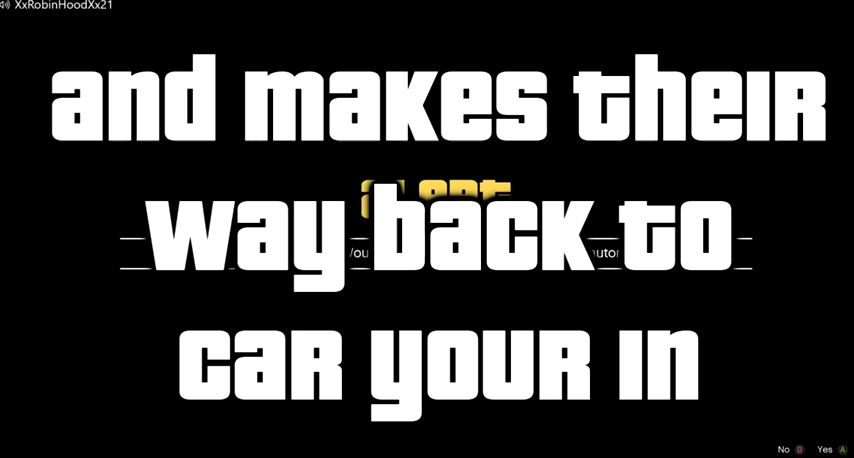 XxRobinHoodXx21
and makes their
way back to
car your in
No B Yes A